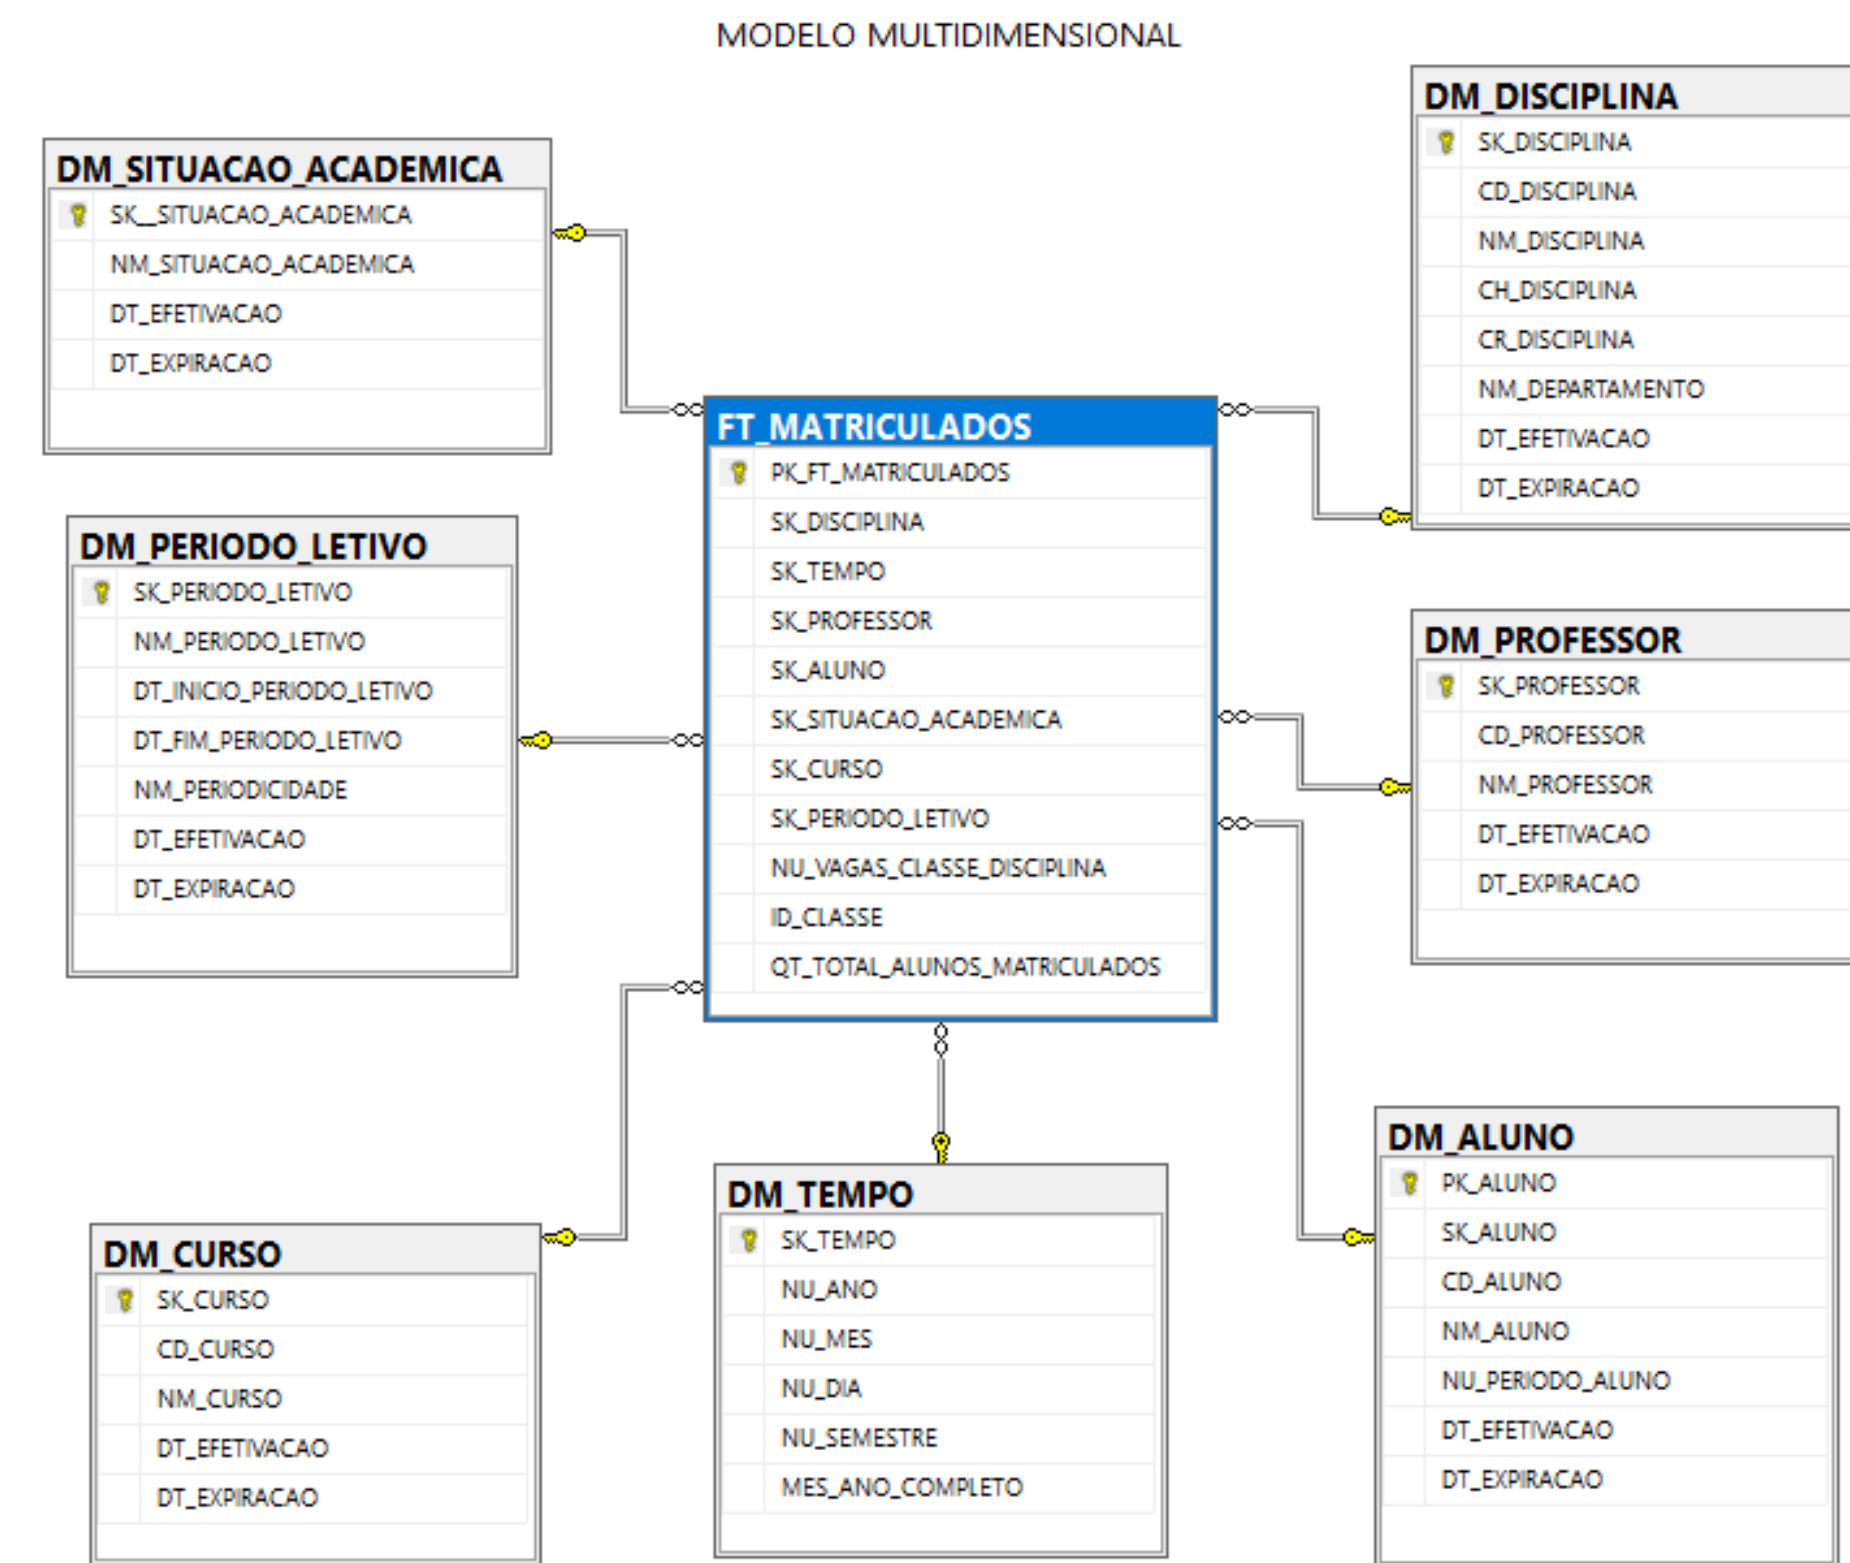 MODELO MULTIDIMENSIONAL
DM_SITUACAO_ACADEMICA
SK__SITUACAO_ACADEMICA
NM_SITUACAO_ACADEMICA
DT_EFETIVACAO
DT_EXPIRACAO
DM_PERIODO_LETIVO
SK_PERIODO_LETIVO
NM_PERIODO_LETIVO
DT_INICIO_PERIODO_LETIVO
DT_FIM_PERIODO_LETIVO
NM_PERIODICIDADE
DT_EFETIVACAO
DT_EXPIRACAO
DM_CURSO
SK_CURSO
CD_CURSO
NM_CURSO
DT_EFETIVACAO
DT_EXPIRACAO
FT_MATRICULADOS
PK_FT_MATRICULADOS
SK_DISCIPLINA
SK_TEMPO
SK_PROFESSOR
SK_ALUNO
SK_SITUACAO_ACADEMICA
SK_CURSO
SK_PERIODO_LETIVO
NU_VAGAS_CLASSE_DISCIPLINA
ID_CLASSE
QT_TOTAL_ALUNOS_MATRICULADOS
DM_TEMPO
SK_TEMPO
NU_ANO
NU_MES
NU_DIA
NU_SEMESTRE
MES_ANO_COMPLETO
DM_DISCIPLINA
SK_DISCIPLINA
CD_DISCIPLINA
NM_DISCIPLINA
CH_DISCIPLINA
CR_DISCIPLINA
NM_DEPARTAMENTO
DT_EFETIVACAO
DT_EXPIRACAO
DM_PROFESSOR
SK_PROFESSOR
CD_PROFESSOR
NM_PROFESSOR
DT_EFETIVACAO
DT_EXPIRACAO
DM_ALUNO
PK_ALUNO
SK_ALUNO
CD_ALUNO
NM_ALUNO
NU_PERIODO_ALUNO
DT_EFETIVACAO
DT_EXPIRACAO